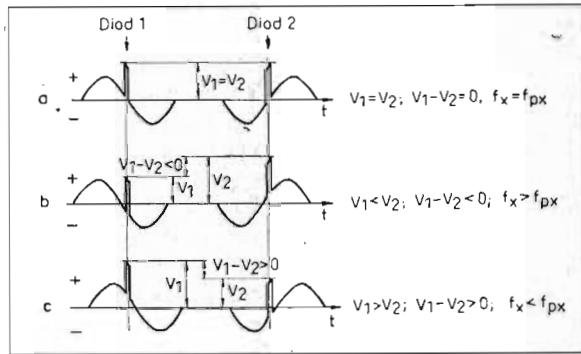 Diod 1 Diod 2
+
a V1=V2 V1=V2; V1-V2=0, fx=fpx
- t
V1-V2<0
+
V1 V2
b V1<V2; V1-V2<0; fx>fpx
- t
V1-V2>0
+
V1 V2
c V1>V2; V1-V2>0; fx<fpx
- t